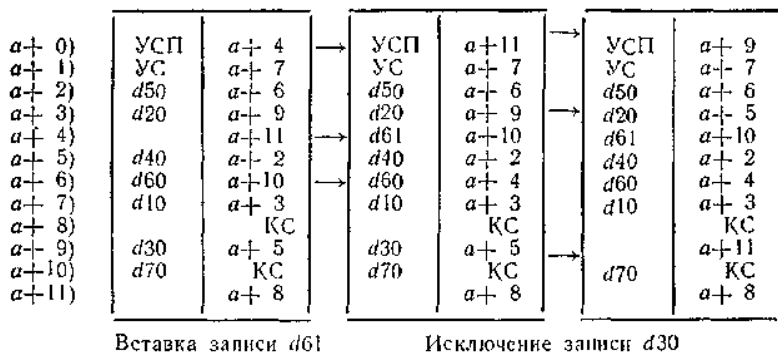 a+ 0) УСП a+ 4 → УСП a+11 → УСП a+ 9
a+ 1) УС a+ 7 УС a+ 7 УС a+ 7
a+ 2) d50 a+ 6 d50 a+ 6 d50 a+ 6
a+ 3) d20 a+ 9 d20 a+ 9 → d20 a+ 5
a+ 4) a+11 → d61 a+10 d61 a+10
a+ 5) d40 a+ 2 d40 a+ 2 d40 a+ 2
a+ 6) d60 a+10 → d60 a+ 4 d60 a+ 4
a+ 7) d10 a+ 3 d10 a+ 3 d10 a+ 3
a+ 8) КС КС КС
a+ 9) d30 a+ 5 d30 a+ 5 → a+11
a+10) d70 КС d70 КС d70 КС
a+11) a+ 8 a+ 8 a+ 8
Вставка записи d61 Исключение записи d30